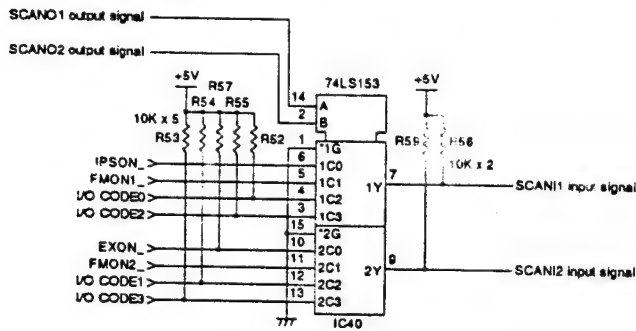 SCANO1 output signal
SCANO2 output signal
+5V
R57
R54 R55
10K x 5
R53
R52
74LS153
14 A
2 B
+5V
R59 R56
10K x 2
1 *1G
IPSON_ 6 1C0
FMON1_ 5 1C1
I/O CODE0 4 1C2
I/O CODE2 3 1C3
1Y 7 SCANI1 input signal
15 *2G
EXON_ 10 2C0
FMON2_ 11 2C1
I/O CODE1 12 2C2
I/O CODE3 13 2C3
2Y 9 SCANI2 input signal
IC40